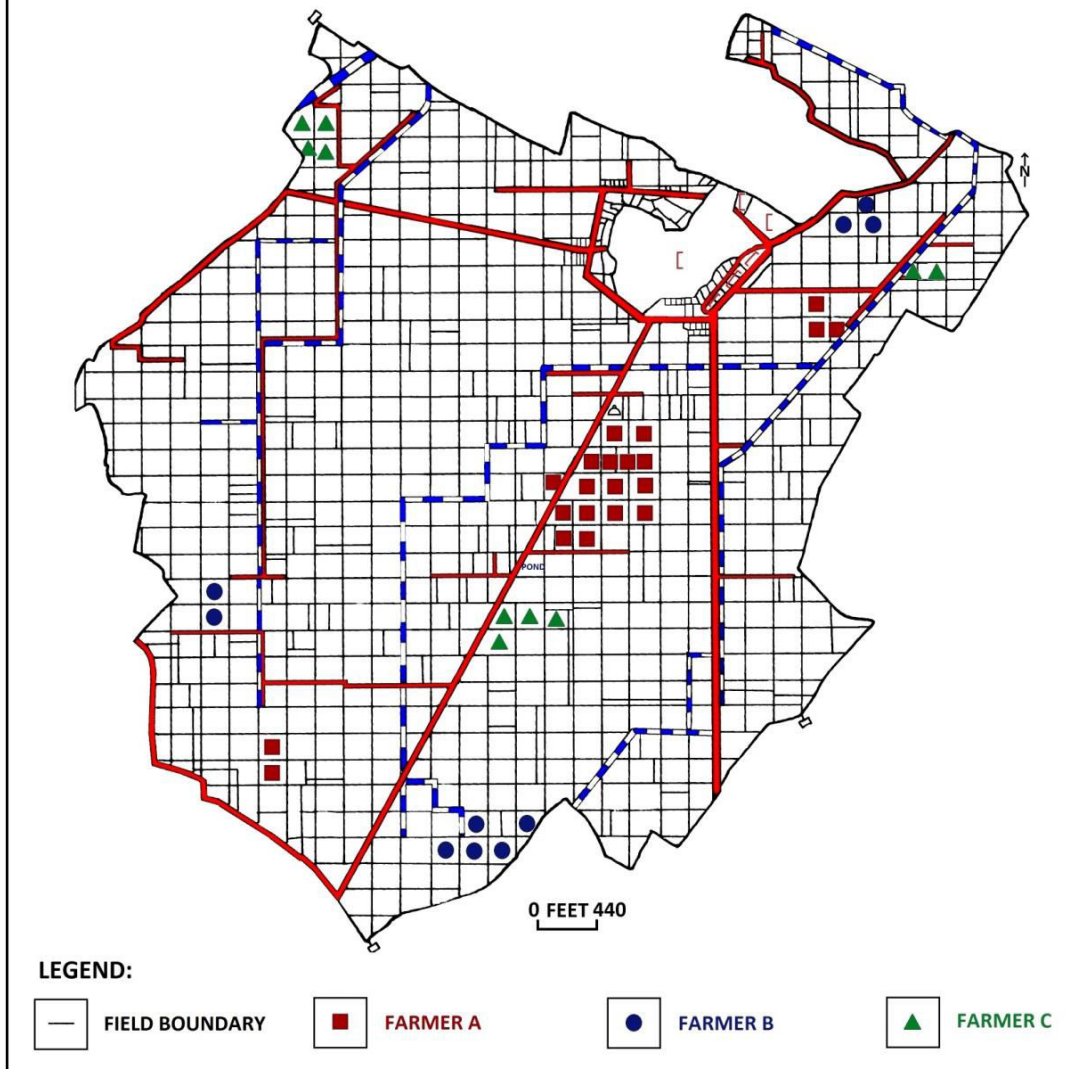 N
POND
0 FEET 440
LEGEND:
FIELD BOUNDARY
FARMER A
FARMER B
FARMER C